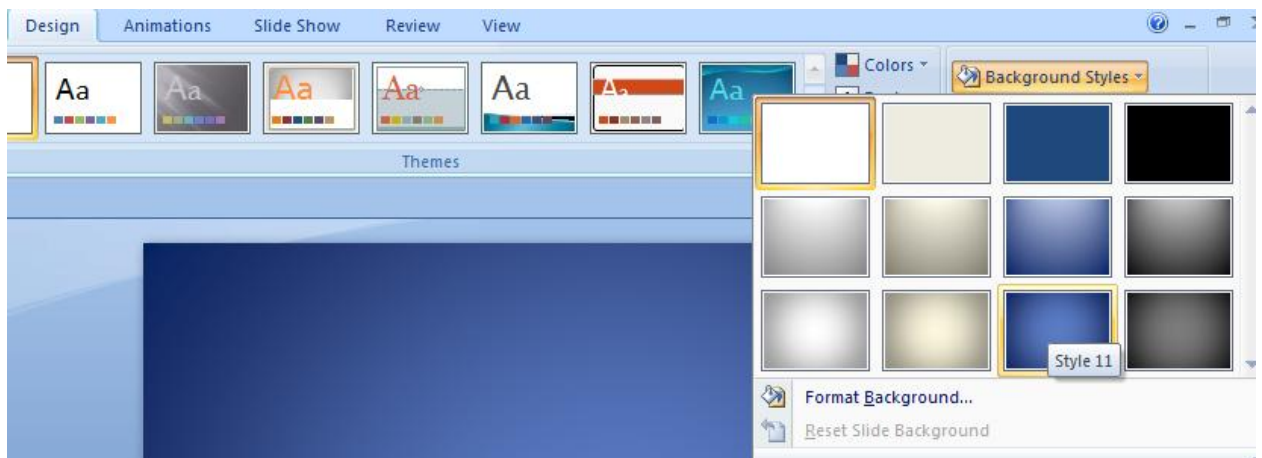 Design Animations Slide Show Review View
Colors
Background Styles
Aa Aa Aa Aa Aa Aa Aa
Themes
Style 11
Format Background...
Reset Slide Background